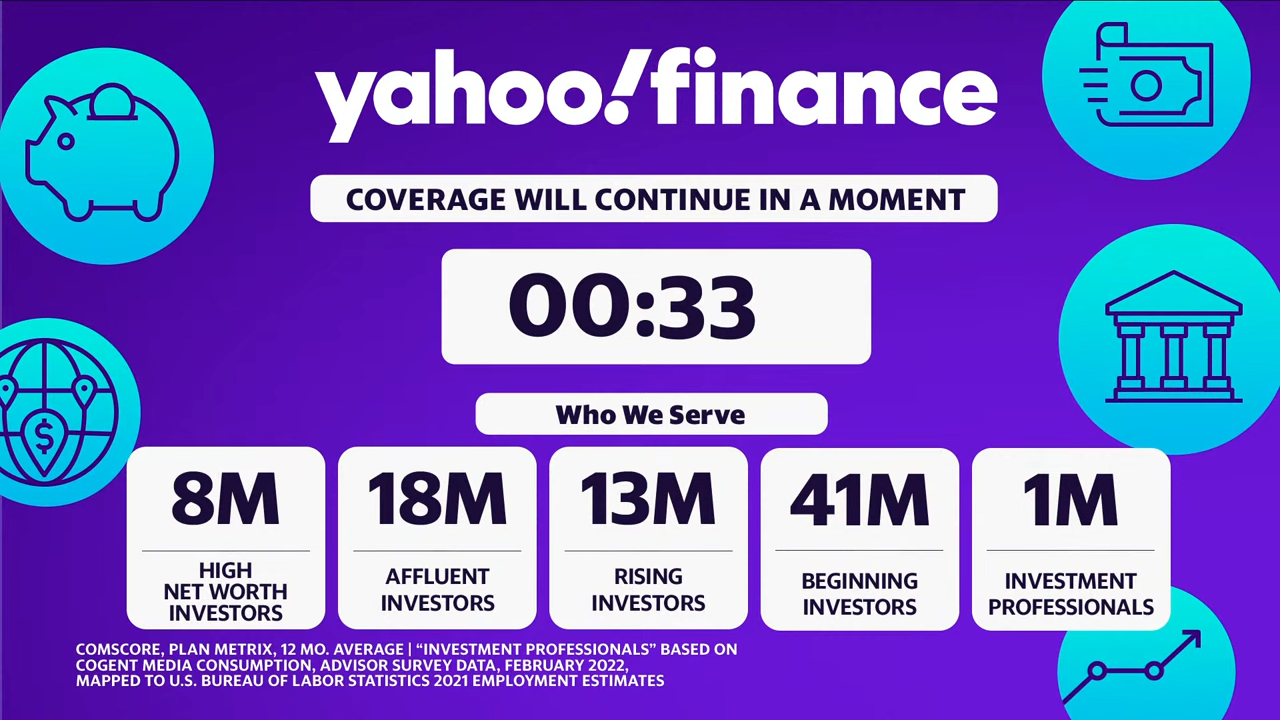 yahoo!finance
COVERAGE WILL CONTINUE IN A MOMENT
00:33
Who We Serve
8M
HIGH
NET WORTH
INVESTORS
18M
AFFLUENT
INVESTORS
13M
RISING
INVESTORS
41M
BEGINNING
INVESTORS
1M
INVESTMENT
PROFESSIONALS
$
COMSCORE, PLAN METRIX, 12 MO. AVERAGE | “INVESTMENT PROFESSIONALS” BASED ON
COGENT MEDIA CONSUMPTION, ADVISOR SURVEY DATA, FEBRUARY 2022,
MAPPED TO U.S. BUREAU OF LABOR STATISTICS 2021 EMPLOYMENT ESTIMATES